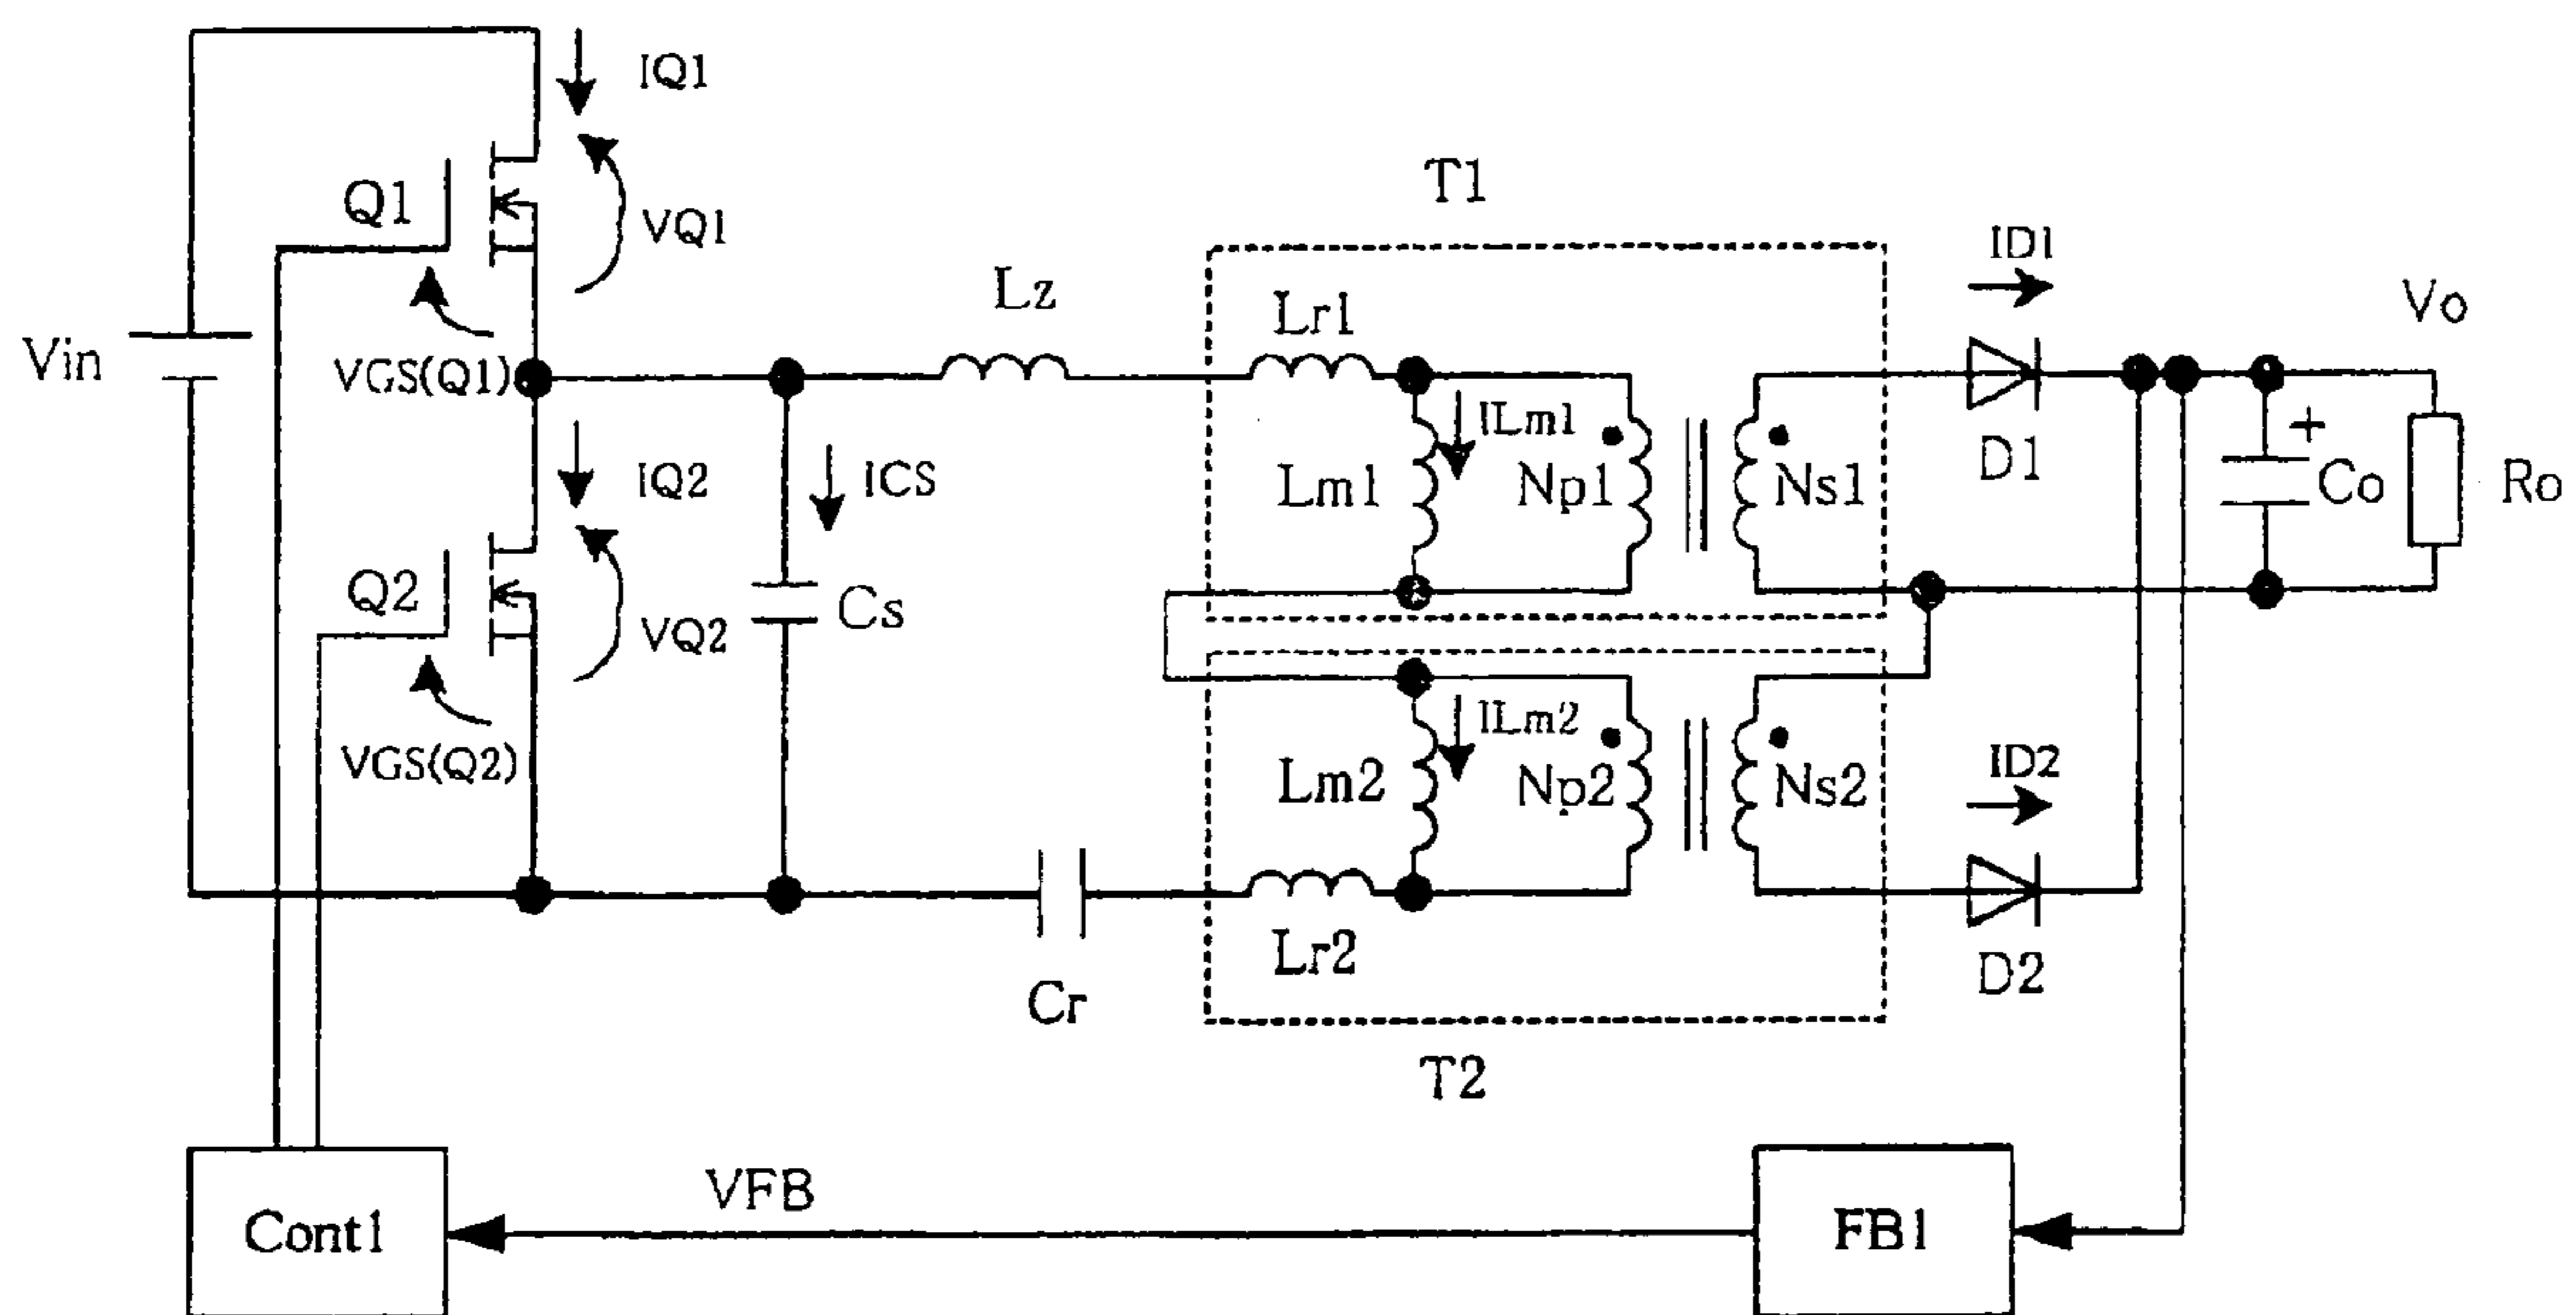 IQ1
T1
Q1
VQ1
ID1
Lz
Lr1
Vo
Vin
VGS(Q1)
ILm1
+
IQ2
ICS
Lm1
Np1
Ns1
D1
Co
Ro
Q2
Cs
VQ2
ILm2
VGS(Q2)
Lm2
Np2
Ns2
ID2
Lr2
D2
Cr
T2
VFB
Cont1
FB1